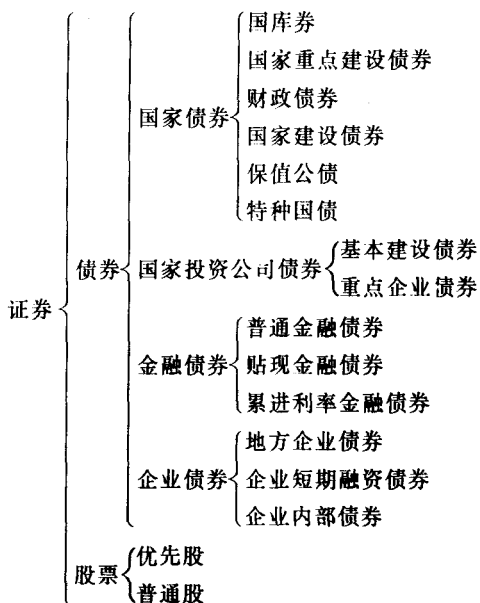 国库券
国家重点建设债券
财政债券
国家债券
国家建设债券
保值公债
特种国债
基本建设债券
债券
国家投资公司债券
重点企业债券
证券
普通金融债券
金融债券
贴现金融债券
累进利率金融债券
地方企业债券
企业债券
企业短期融资债券
企业内部债券
优先股
股票
普通股